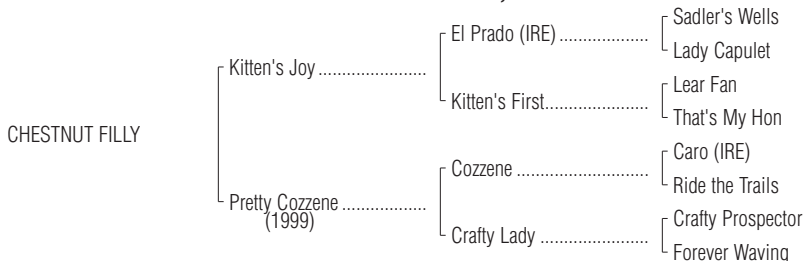 Sadler's Wells
El Prado (IRE) ...................
Lady Capulet
Kitten's Joy .......................
Lear Fan
Kitten's First......................
That's My Hon
CHESTNUT FILLY
Caro (IRE)
Cozzene ............................
Ride the Trails
Pretty Cozzene ..................
(1999)
Crafty Prospector
Crafty Lady .......................
Forever Waving